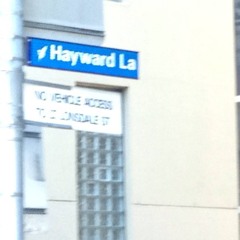 Hayward La
NO VEHICLE ACCESS
TO LONSDALE ST